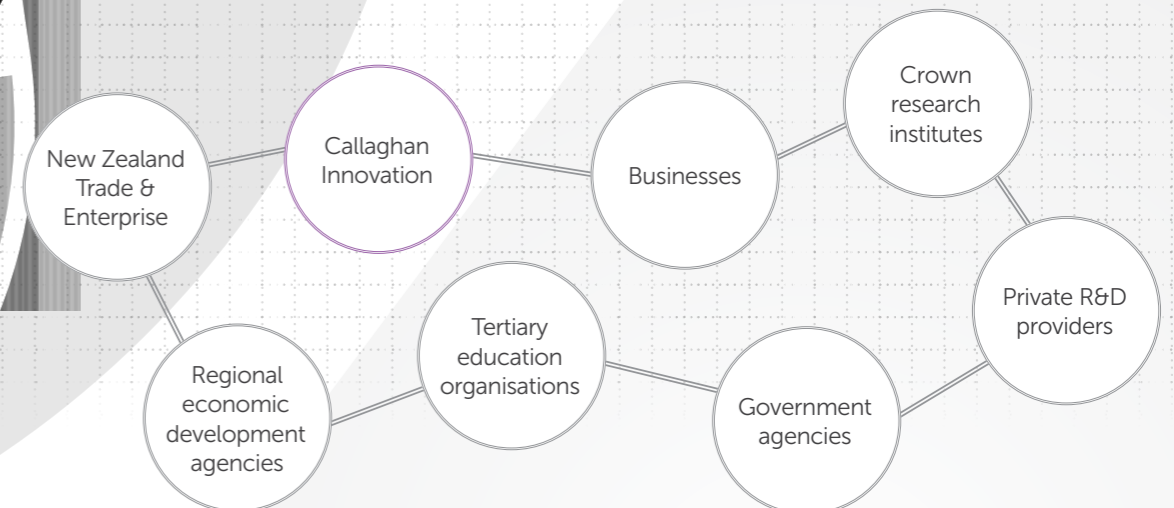 New Zealand
Trade &
Enterprise
Callaghan
Innovation
Businesses
Crown
research
institutes
Private R&D
providers
Government
agencies
Tertiary
education
organisations
Regional
economic
development
agencies